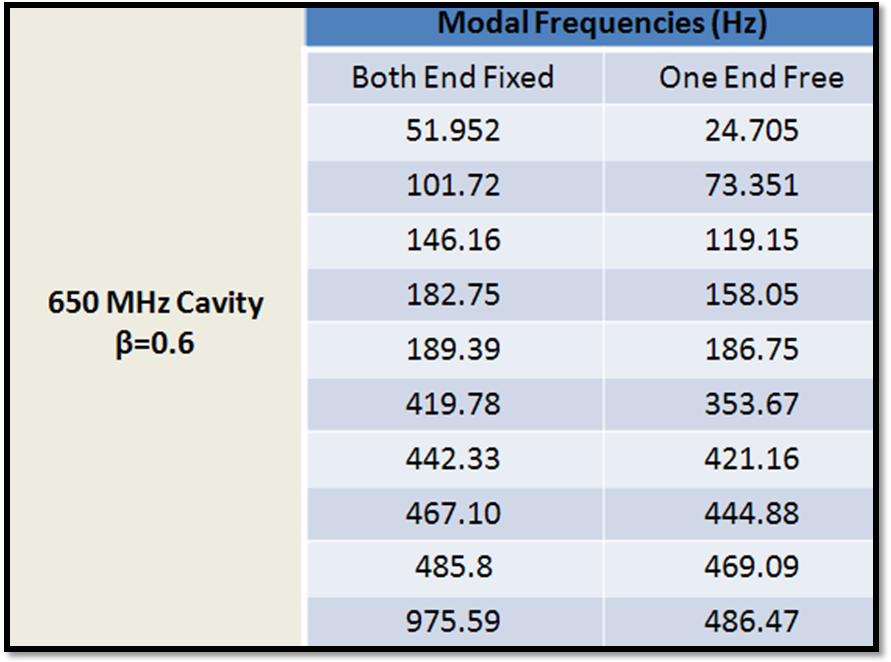 Modal Frequencies (Hz)
Both End Fixed One End Free
51.952 24.705
101.72 73.351
146.16 119.15
182.75 158.05
650 MHz Cavity
β=0.6
189.39 186.75
419.78 353.67
442.33 421.16
467.10 444.88
485.8 469.09
975.59 486.47